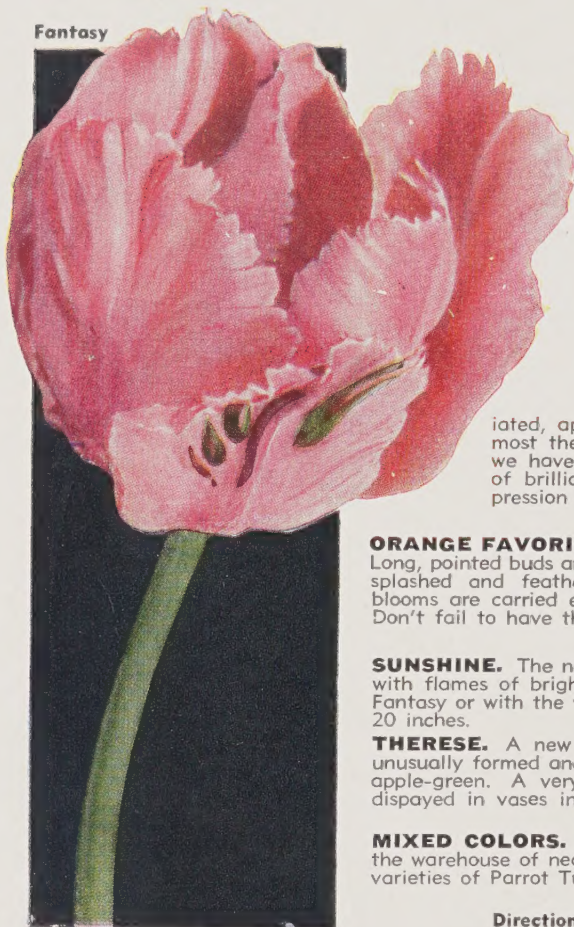 Fantasy
iated, ap
most the
we have
of brillia
pression
ORANGE FAVORI
Long, pointed buds a
splashed and feathe
blooms are carried e
Don't fail to have th
SUNSHINE. The n
with flames of brigh
Fantasy or with the
20 inches.
THERESE. A new
unusually formed and
apple-green. A very
dispayed in vases in
MIXED COLORS.
the warehouse of nec
varieties of Parrot Tu
Direction